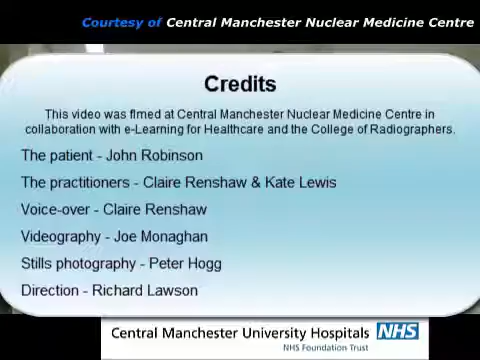 Courtesy of Central Manchester Nuclear Medicine Centre
Credits
This video was flmed at Central Manchester Nuclear Medicine Centre in
collaboration with e-Learning for Healthcare and the College of Radiographers.
The patient - John Robinson
The practitioners - Claire Renshaw & Kate Lewis
Voice-over - Claire Renshaw
Videography - Joe Monaghan
Stills photography - Peter Hogg
Direction - Richard Lawson
Central Manchester University Hospitals NHS
NHS Foundation Trust